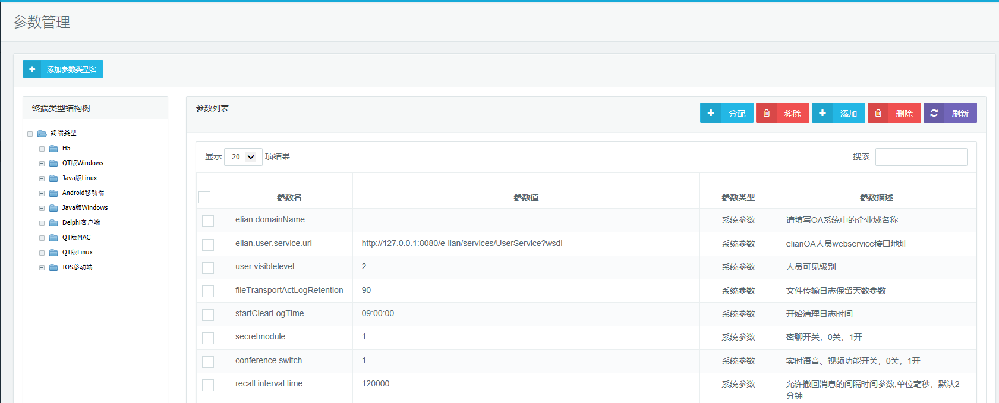 参数管理
添加参数类型名
终端类型结构树
终端类型
H5
QT版Windows
Java版Linux
Android移动端
Java版Windows
Delphi客户端
QT版MAC
QT版Linux
IOS移动端
参数列表
分配 移除 添加 删除 刷新
显示 20 项结果 搜索:
参数名 参数值 参数类型 参数描述
elian.domainName 系统参数 请填写OA系统中的企业域名称
elian.user.service.url http://127.0.0.1:8080/e-lian/services/UserService?wsdl 系统参数 elianOA人员webservice接口地址
user.visiblelevel 2 系统参数 人员可见级别
fileTransportActLogRetention 90 系统参数 文件传输日志保留天数参数
startClearLogTime 09:00:00 系统参数 开始清理日志时间
secretmodule 1 系统参数 密聊开关，0关，1开
conference.switch 1 系统参数 实时语音、视频功能开关，0关，1开
recall.interval.time 120000 系统参数 允许撤回消息的间隔时间参数,单位毫秒，默认2
分钟